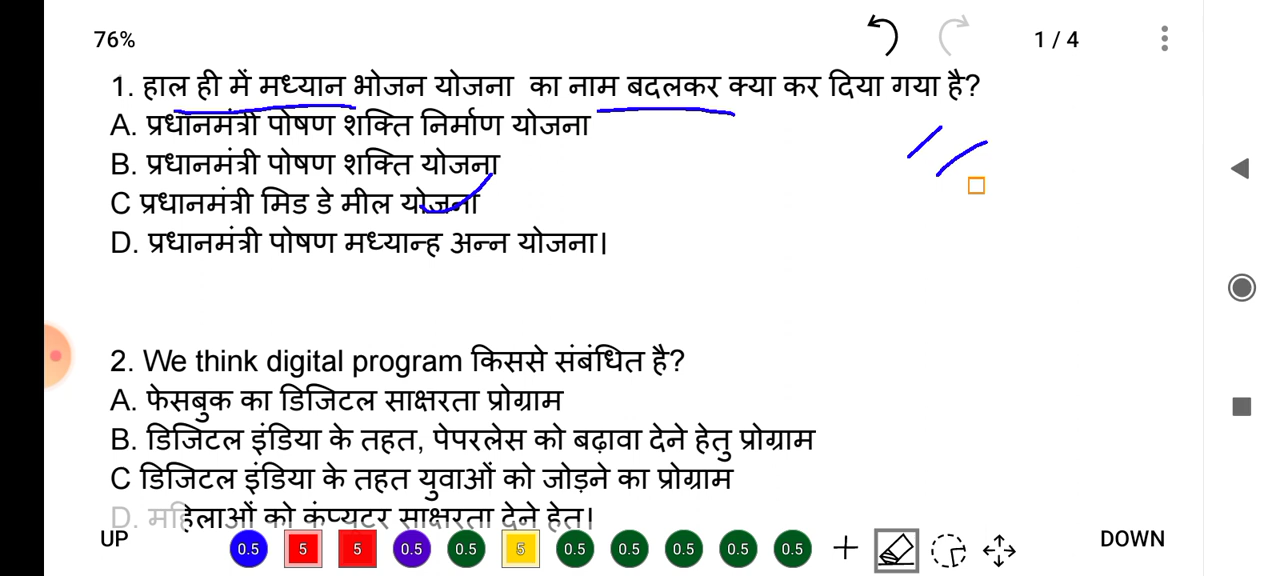 76%
1 / 4
1. हाल ही में मध्यान भोजन योजना का नाम बदलकर क्या कर दिया गया है?
A. प्रधानमंत्री पोषण शक्ति निर्माण योजना
B. प्रधानमंत्री पोषण शक्ति योजना
C प्रधानमंत्री मिड डे मील योजना
D. प्रधानमंत्री पोषण मध्यान्ह अन्न योजना।
2. We think digital program किससे संबंधित है?
A. फेसबुक का डिजिटल साक्षरता प्रोग्राम
B. डिजिटल इंडिया के तहत, पेपरलेस को बढ़ावा देने हेतु प्रोग्राम
C डिजिटल इंडिया के तहत युवाओं को जोड़ने का प्रोग्राम
D. महिलाओं को कंप्यूटर साक्षरता देने हेतु।
UP
0.5 5 5 0.5 0.5 5 0.5 0.5 0.5 0.5 0.5
DOWN